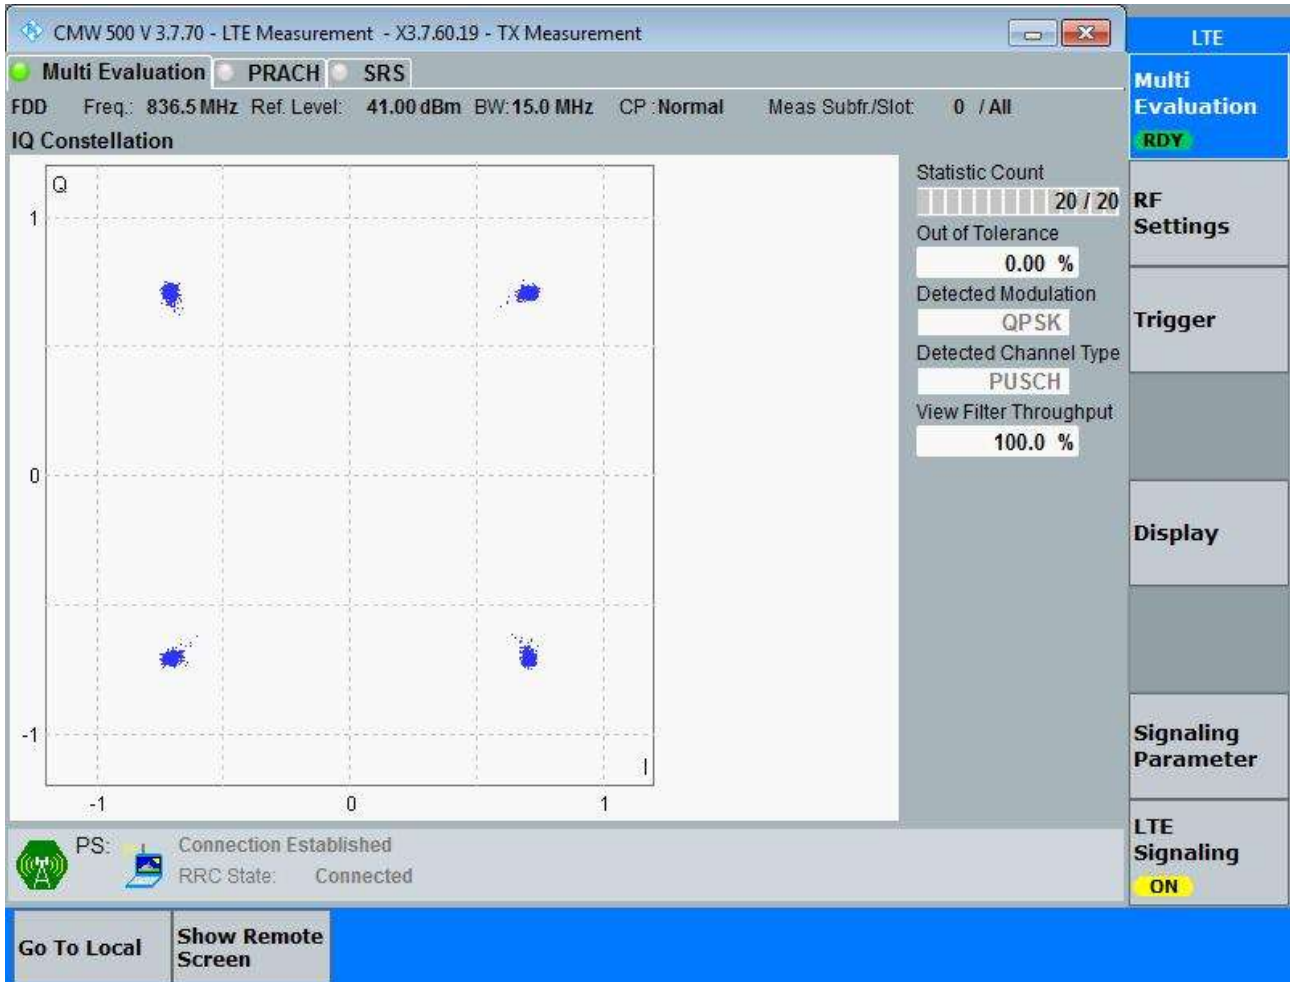 CMW 500 V 3.7.70 - LTE Measurement - X3.7.60.19 - TX Measurement
LTE
Multi Evaluation PRACH SRS
FDD Freq.: 836.5 MHz Ref. Level: 41.00 dBm BW: 15.0 MHz CP : Normal Meas Subfr./Slot: 0 / All
IQ Constellation
Q
1
0
-1
I
-1 0 1
Statistic Count
20 / 20
Out of Tolerance
0.00 %
Detected Modulation
QPSK
Detected Channel Type
PUSCH
View Filter Throughput
100.0 %
Multi
Evaluation
RDY
RF
Settings
Trigger
Display
Signaling
Parameter
LTE
Signaling
ON
PS: Connection Established
RRC State: Connected
Go To Local
Show Remote
Screen